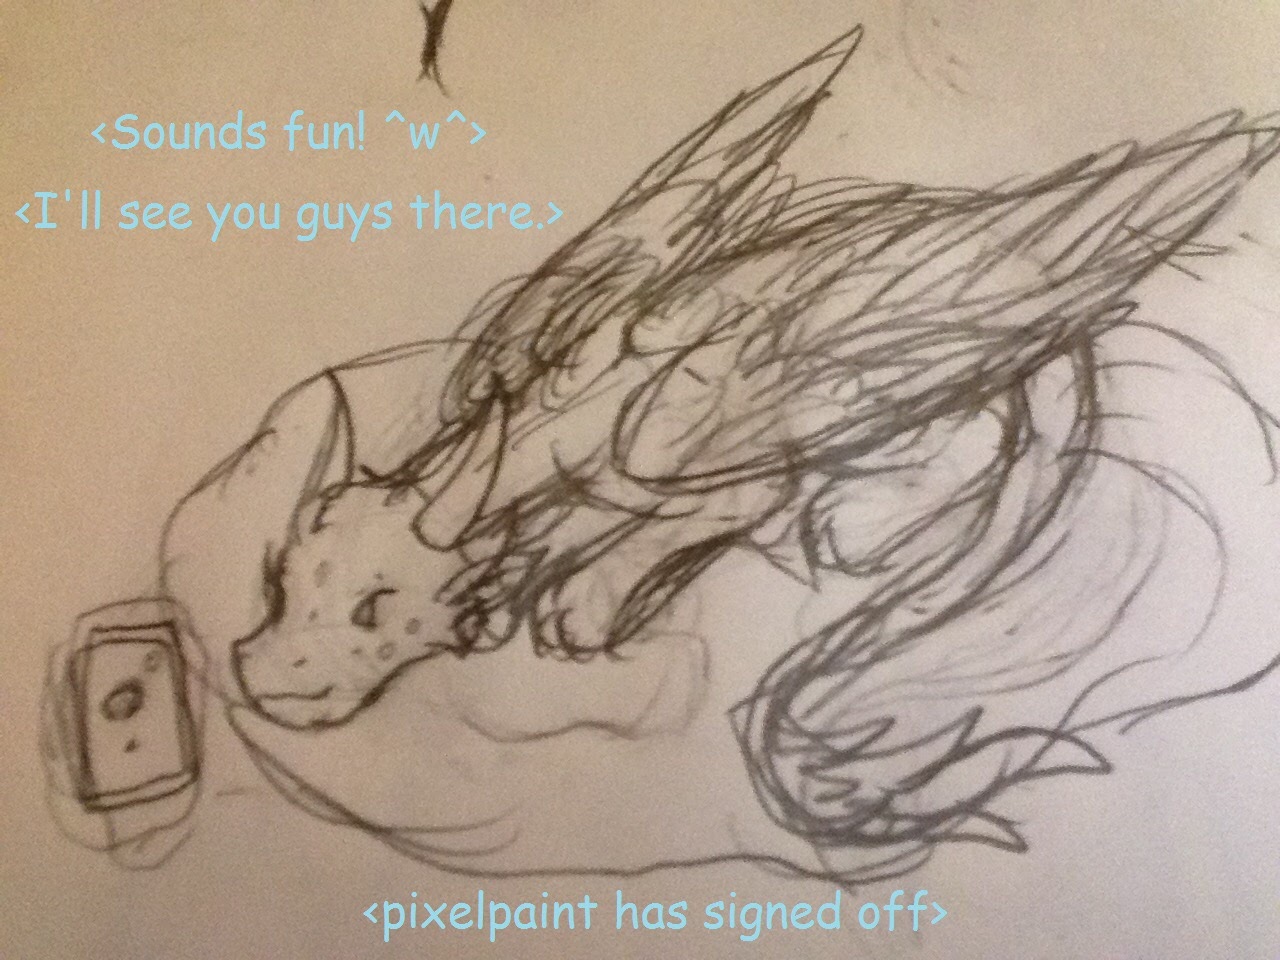 <Sounds fun! ^w^>
<I'll see you guys there.>
<pixelpaint has signed off>